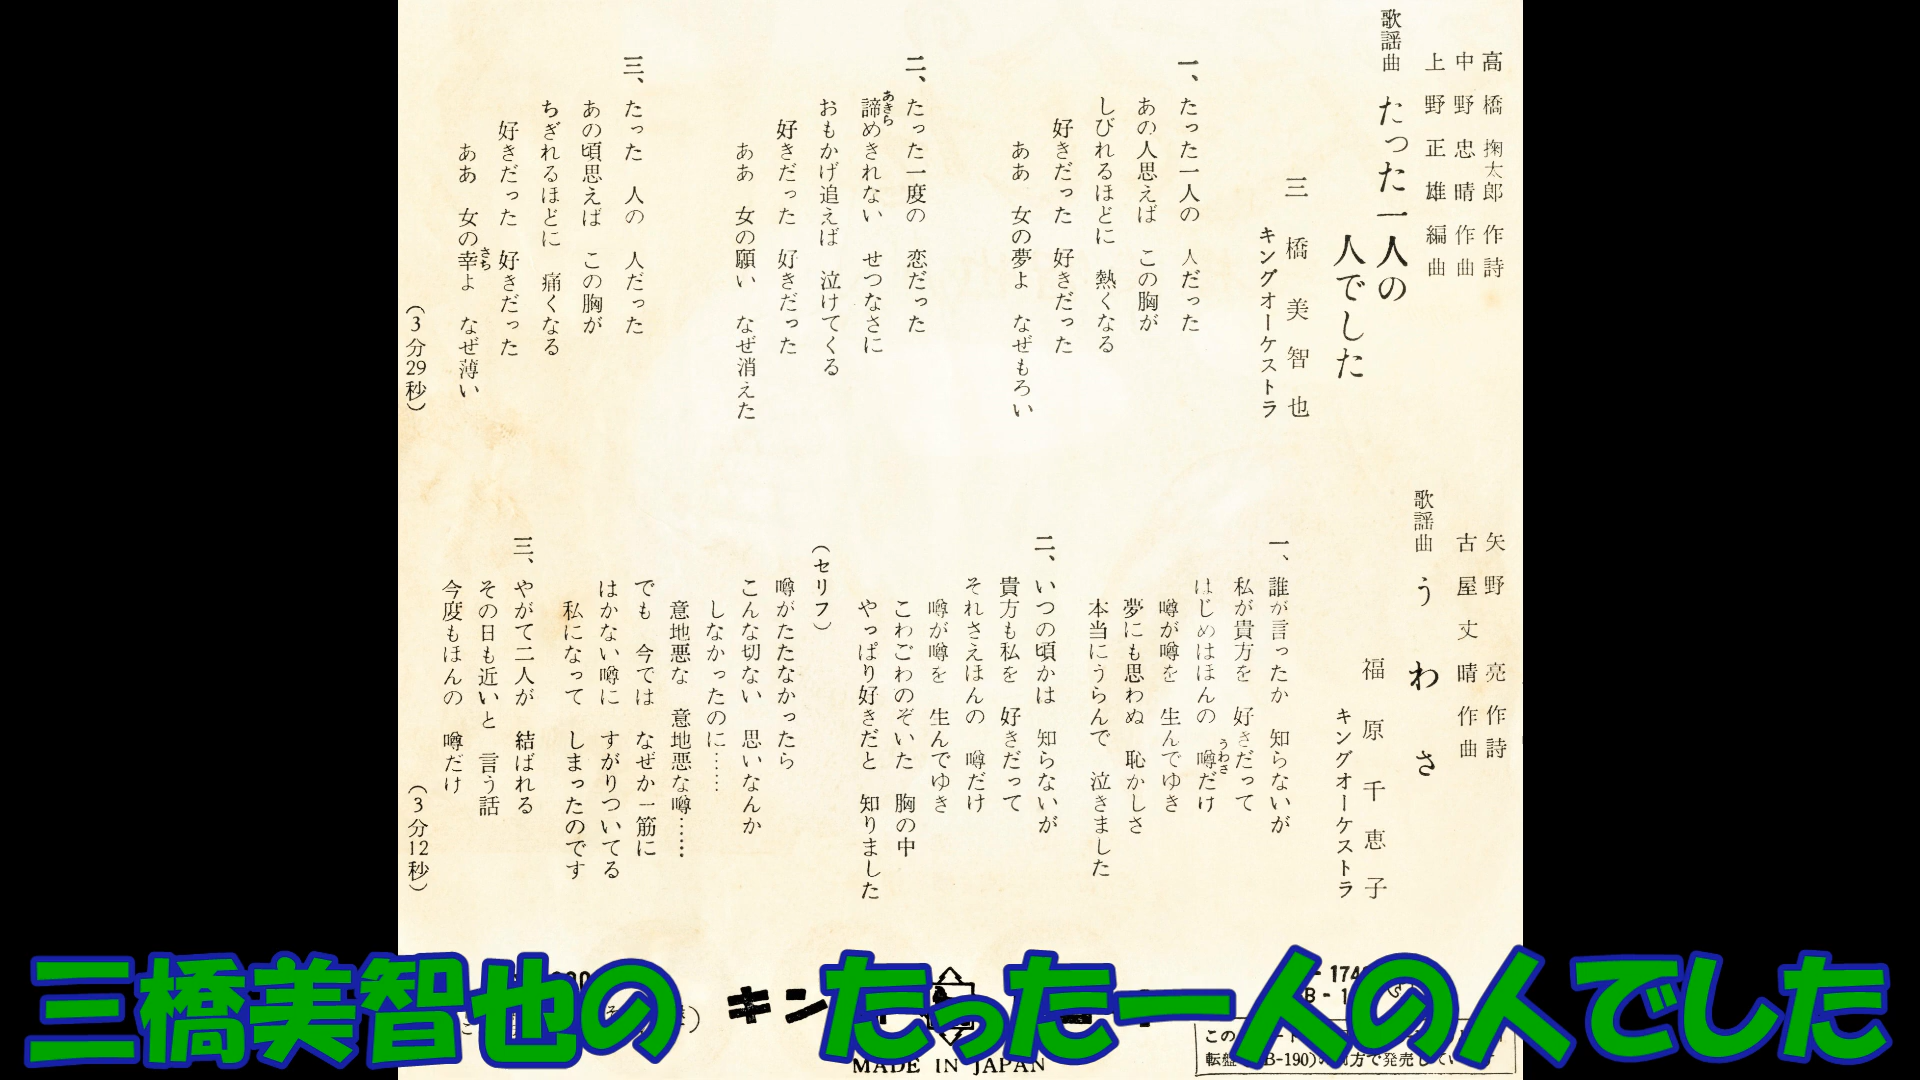 高橋掬太郎作詩
中野忠晴作曲
上野正雄編曲
歌謡曲 たった一人の
人でした
三橋美智也
キングオーケストラ
一、たった一人の 人だった
あの人思えば この胸が
しびれるほどに 熱くなる
好きだった 好きだった
ああ 女の夢よ なぜもろい
二、たった一度の 恋だった
諦めきれない せつなさに
あきら
おもかげ追えば 泣けてくる
好きだった 好きだった
ああ 女の願い なぜ消えた
三、たった 人の 人だった
あの頃思えば この胸が
ちぎれるほどに 痛くなる
好きだった 好きだった
ああ 女の幸よ なぜ薄い
さち
(3分29秒)
矢野亮作詩
古屋丈晴作曲
歌謡曲 うわさ
福原千恵子
キングオーケストラ
一、誰が言ったか 知らないが
私が貴方を 好きだって
はじめはほんの 噂だけ
うわさ
噂が噂を 生んでゆき
夢にも思わぬ 恥かしさ
本当にうらんで 泣きました
二、いつの頃かは 知らないが
貴方も私を 好きだって
それさえほんの 噂だけ
噂が噂を 生んでゆき
こわごわのぞいた 胸の中
やっぱり好きだと 知りました
(セリフ)
噂がたたなかったら
こんな切ない 思いなんか
しなかったのに……
意地悪な 意地悪な噂……
でも 今では なぜか一筋に
はかない噂に すがりついてる
私になって しまったのです
三、やがて二人が 結ばれる
その日も近いと 言う話
今度もほんの 噂だけ
(3分12秒)
三橋美智也の たった一人の人でした
キン
MADE IN JAPAN